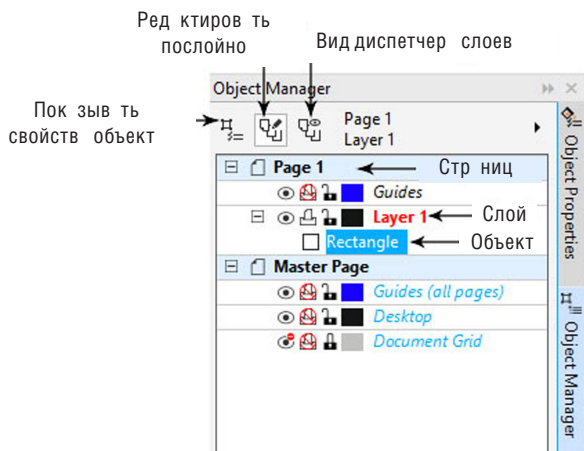 Ред ктиров ть
послойно
Вид диспетчер слоев
Пок зыв ть
свойств объект
Object Manager
Page 1
Layer 1
Page 1
Стр ниц
Guides
Layer 1
Слой
Rectangle
Объект
Master Page
Guides (all pages)
Desktop
Document Grid
Object Properties
Object Manager